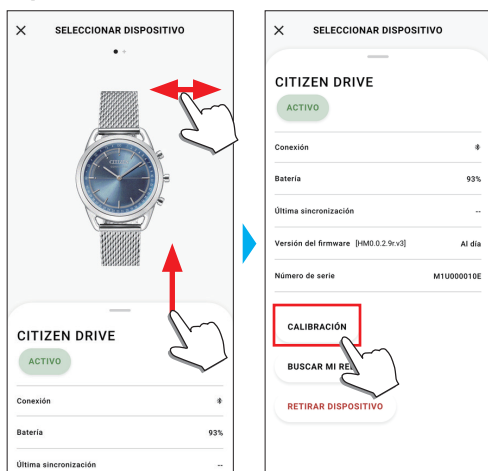 SELECCIONAR DISPOSITIVO
CITIZEN
CITIZEN DRIVE
ACTIVO
Conexión
Batería 93%
Última sincronización --
SELECCIONAR DISPOSITIVO
CITIZEN DRIVE
ACTIVO
Conexión
Batería 93%
Última sincronización --
Versión del firmware [HM0.0.2.9r.v3] Al día
Número de serie M1U000010E
CALIBRACIÓN
BUSCAR MI
RETIRAR DISPOSITIVO